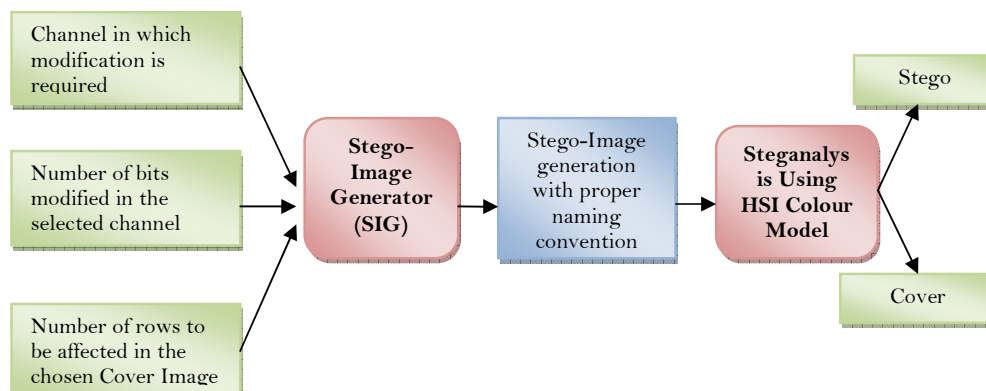 Channel in which
modification is
required
Number of bits
modified in the
selected channel
Number of rows to
be affected in the
chosen Cover Image
Stego-
Image
Generator
(SIG)
Stego-Image
generation
with proper
naming
convention
Steganalys
is Using
HSI Colour
Model
Stego
Cover